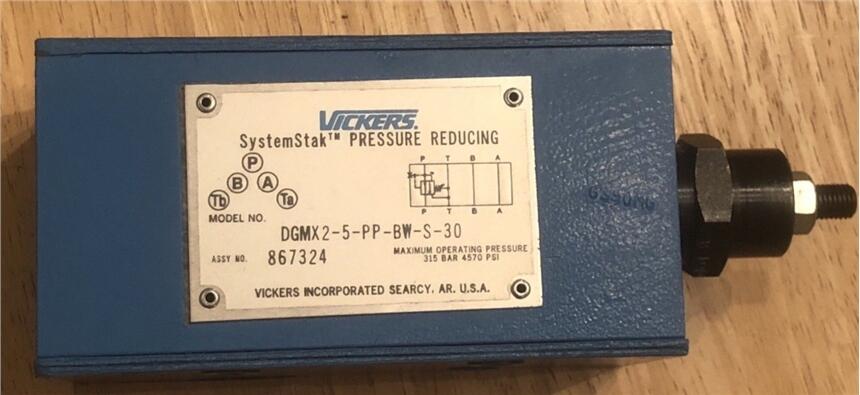 VICKERS.
SystemStak™ PRESSURE REDUCING
P
B A
Tb Ta
P T B A
P T B A
MODEL NO.
DGMX2-5-PP-BW-S-30
ASSY NO. 867324
MAXIMUM OPERATING PRESSURE
315 BAR 4570 PSI
VICKERS INCORPORATED SEARCY, AR. U.S.A.